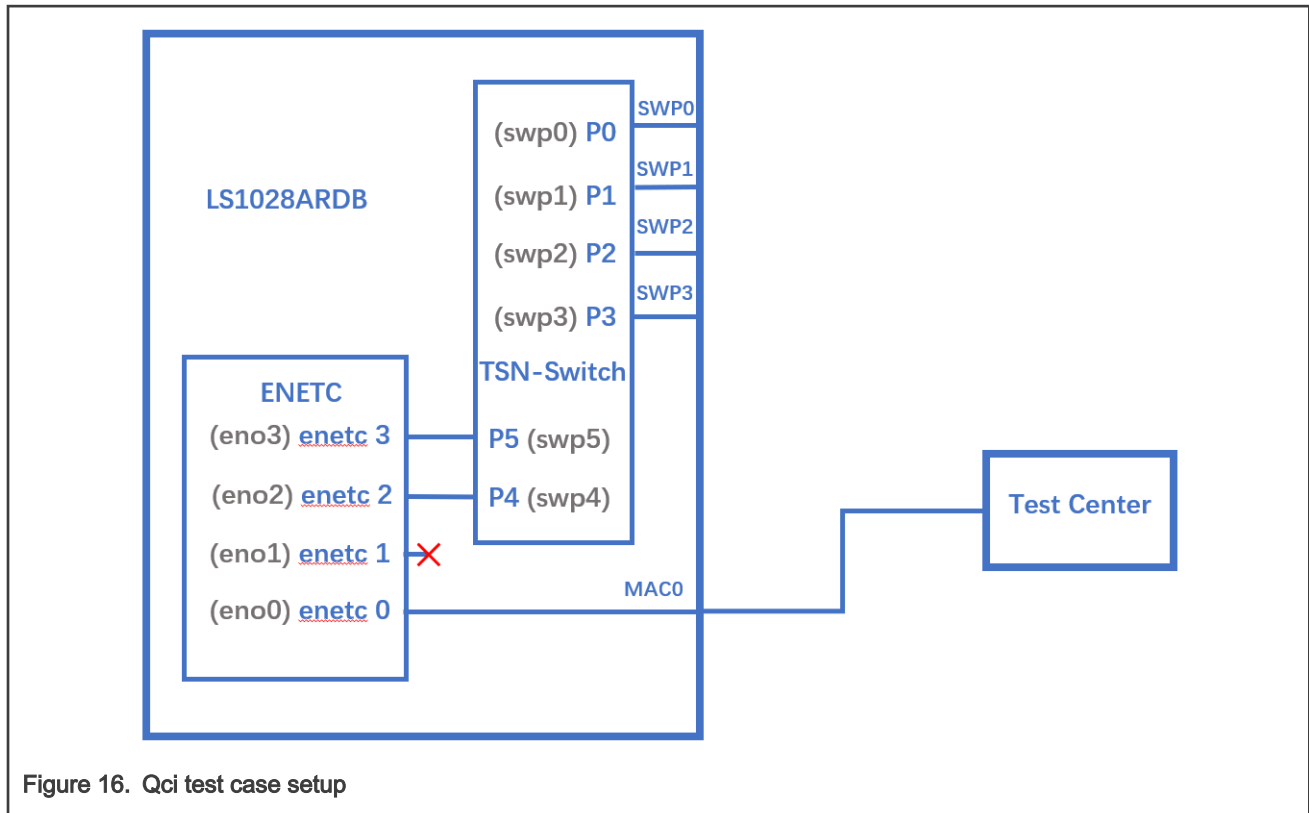 (swp0) P0
SWP0
(swp1) P1
SWP1
LS1028ARDB
(swp2) P2
SWP2
(swp3) P3
SWP3
TSN-Switch
ENETC
(eno3) enetc 3
P5 (swp5)
(eno2) enetc 2
P4 (swp4)
Test Center
(eno1) enetc 1
MAC0
(eno0) enetc 0
Figure 16. Qci test case setup